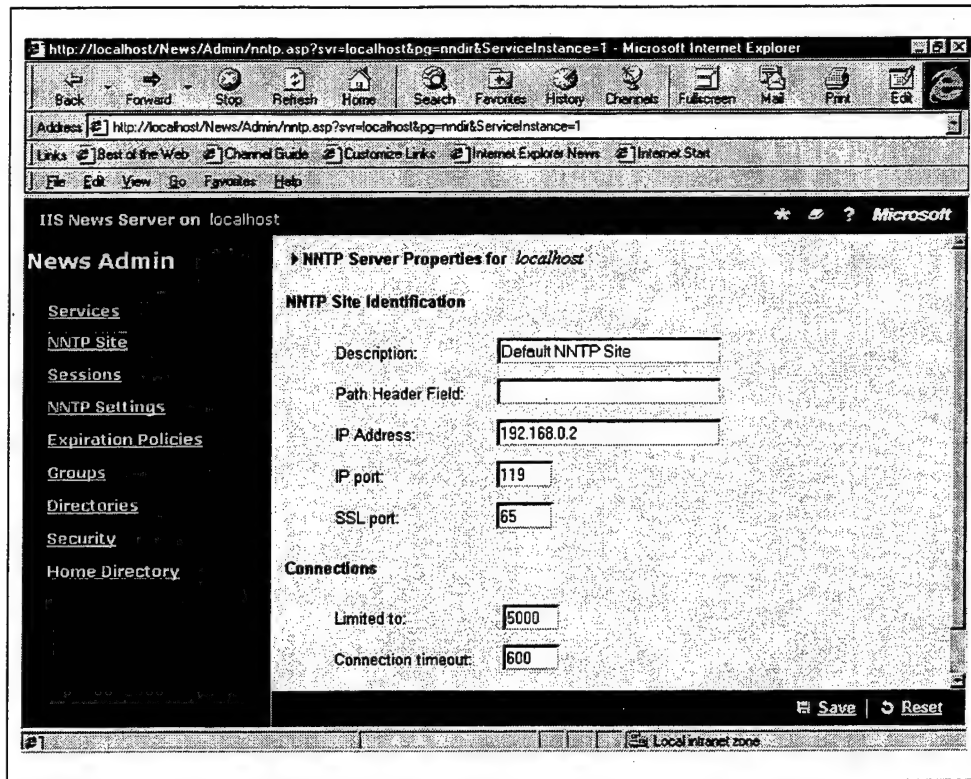 http://localhost/News/Admin/nntp.asp?svr=localhost&pg=nndir&ServiceInstance=1 - Microsoft Internet Explorer
Back Forward Stop Refresh Home Search Favorites History Channels Fullscreen Mail Print Edit
Address http://localhost/News/Admin/nntp.asp?svr=localhost&pg=nndir&ServiceInstance=1
Links Best of the Web Channel Guide Customize Links Internet Explorer News Internet Start
File Edit View Go Favorites Help
IIS News Server on localhost ? Microsoft
News Admin
Services
NNTP Site
Sessions
NNTP Settings
Expiration Policies
Groups
Directories
Security
Home Directory
NNTP Server Properties for localhost
NNTP Site Identification
Description: Default NNTP Site
Path Header Field:
IP Address: 192.168.0.2
IP port: 119
SSL port: 65
Connections
Limited to: 5000
Connection timeout: 600
Save | Reset
Local intranet zone